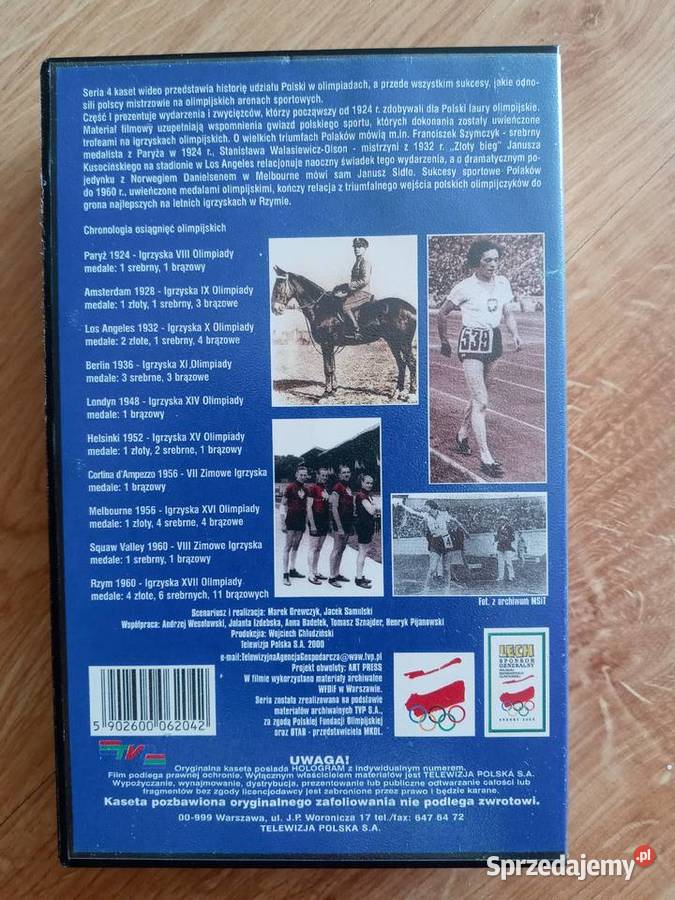 Seria 4 kaset wideo przedstawia historię udziału Polski w olimpiadach, a przede wszystkim sukcesy, jakie odno-
sili polscy mistrzowie na olimpijskich arenach sportowych.
Część I prezentuje wydarzenia i zwycięzców, którzy począwszy od 1924 r. zdobywali dla Polski laury olimpijskie.
Materiał filmowy uzupełniają wspomnienia gwiazd polskiego sportu, których dokonania zostały uwieńczone
trofeami na igrzyskach olimpijskich. O wielkich triumfach Polaków mówią m.in. Franciszek Szymczyk - srebrny
medalista z Paryża w 1924 r., Stanisława Walasiewicz-Olson - mistrzyni z 1932 r. „Złoty bieg” Janusza
Kusocińskiego na stadionie w Los Angeles relacjonuje naoczny świadek tego wydarzenia, a o dramatycznym po-
jedynku z Norwegiem Danielsenem w Melbourne mówi sam Janusz Sidło. Sukcesy sportowe Polaków
do 1960 r., uwieńczone medalami olimpijskimi, kończy relacja z triumfalnego wejścia polskich olimpijczyków do
grona najlepszych na letnich igrzyskach w Rzymie.
Chronologia osiągnięć olimpijskich
Paryż 1924 - Igrzyska VIII Olimpiady
medale: 1 srebrny, 1 brązowy
Amsterdam 1928 - Igrzyska IX Olimpiady
medale: 1 złoty, 1 srebrny, 3 brązowe
Los Angeles 1932 - Igrzyska X Olimpiady
medale: 2 złote, 1 srebrny, 4 brązowe
Berlin 1936 - Igrzyska XI Olimpiady
medale: 3 srebrne, 3 brązowe
Londyn 1948 - Igrzyska XIV Olimpiady
medale: 1 brązowy
Helsinki 1952 - Igrzyska XV Olimpiady
medale: 1 złoty, 2 srebrne, 1 brązowy
Cortina d'Ampezzo 1956 - VII Zimowe Igrzyska
medale: 1 brązowy
Melbourne 1956 - Igrzyska XVI Olimpiady
medale: 1 złoty, 4 srebrne, 4 brązowe
Squaw Valley 1960 - VIII Zimowe Igrzyska
medale: 1 srebrny, 1 brązowy
Rzym 1960 - Igrzyska XVII Olimpiady
medale: 4 złote, 6 srebrnych, 11 brązowych
539
Fot. z archiwum MSiT
Scenariusz i realizacja: Marek Drewczyk, Jacek Samulski
Współpraca: Andrzej Wesołowski, Jolanta Izdebska, Anna Badełek, Tomasz Sznajder, Henryk Pijanowski
Produkcja: Wojciech Chłudziński
Telewizja Polska S.A. 2000
e-mail:TelewizyjnaAgencjaGospodarcza@waw.tvp.pl
Projekt obwoluty: ART PRESS
W filmie wykorzystano materiały archiwalne
WFDiF w Warszawie.
Seria została zrealizowana na podstawie
materiałów archiwalnych TVP S.A.,
za zgodą Polskiej Fundacji Olimpijskiej
oraz OTAB - przedstawiciela MKOL.
LECH
SPONSOR
GENERALNY
5 902600 062042
TVP
UWAGA!
Oryginalna kaseta posiada HOLOGRAM z indywidualnym numerem.
Film podlega prawnej ochronie. Wyłącznym właścicielem materiałów jest TELEWIZJA POLSKA S.A.
Wypożyczanie, wynajmowanie, dystrybucja, prezentowanie lub publiczne odtwarzanie całości lub
fragmentów bez zgody licencjodawcy jest zabronione przez prawo i będzie karane.
Kaseta pozbawiona oryginalnego zafoliowania nie podlega zwrotowi.
00-999 Warszawa, ul. J.P. Woronicza 17 tel./fax: 647 64 72
TELEWIZJA POLSKA S.A.
Sprzedajemy.pl